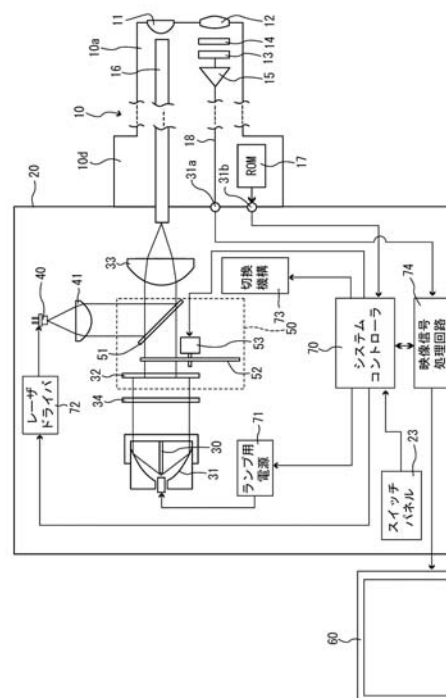 11
12
10a
16
14
13
15
10
10d
18
17
ROM
20
31a
31b
33
40
41
切換
機構
73
74
50
51
53
52
70
システム
コントローラ
映像信号
処理回路
レーザ
ドライバ
72
32
34
71
ランプ用
電源
30
31
23
スイッチ
パネル
60